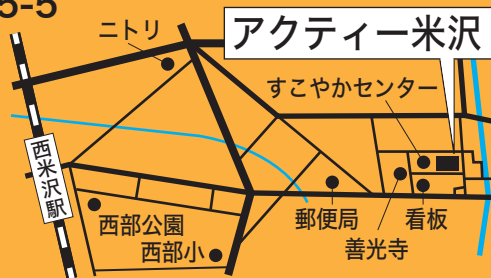 5-5
ニトリ
アクティー米沢
すこやかセンター
西米沢駅
西部公園
西部小
郵便局
善光寺
看板